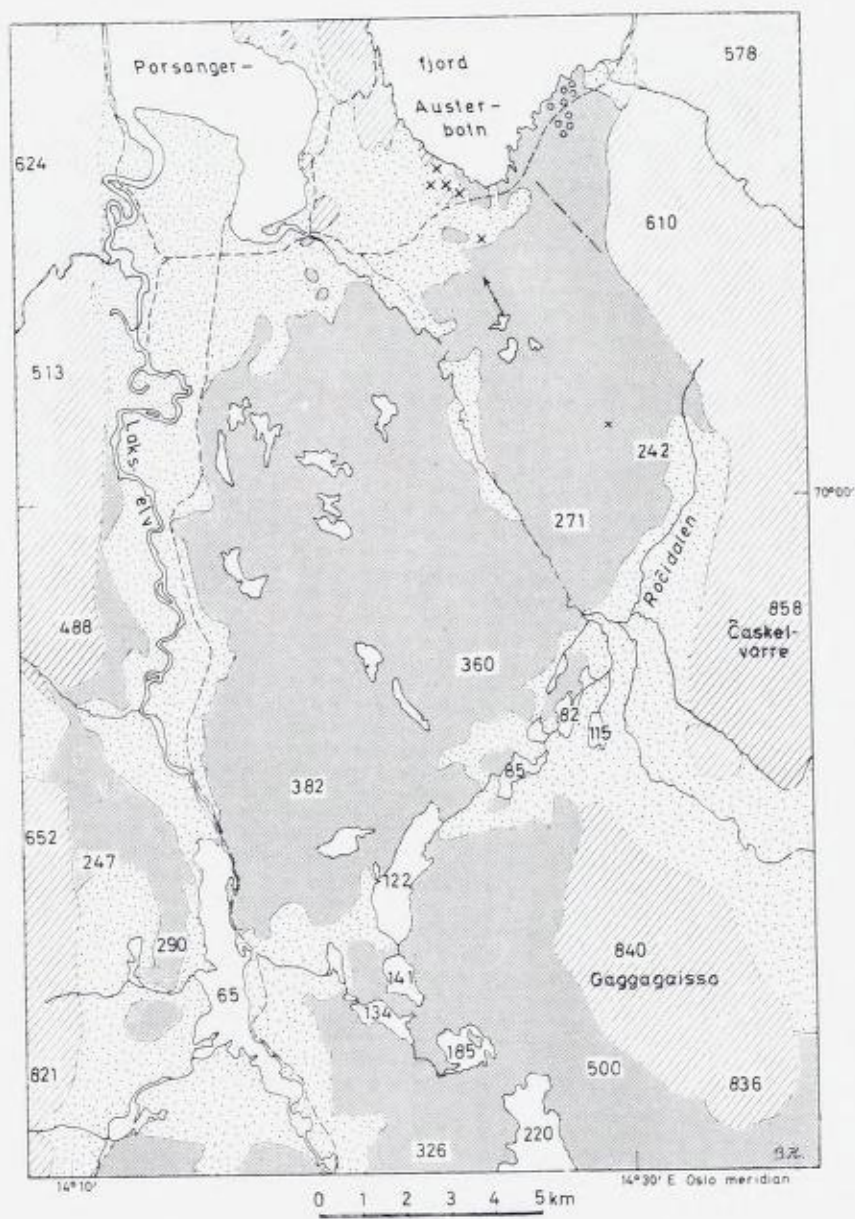 Porsanger-
fjord
578
Auster-
botn
624
610
513
Laks elv
242
70°00'
271
Ročidalen
858
Časkel-
varre
488
360
82
115
85
382
652
247
122
290
840
Gaggagaissa
141
65
134
185
500
821
836
220
326
B.H.
14°10'
14°30' E Oslo meridian
0 1 2 3 4 5 km